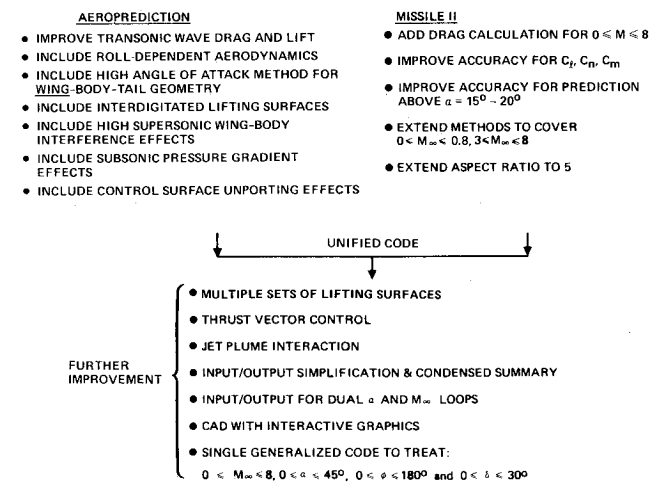 AEROPREDICTION
● IMPROVE TRANSONIC WAVE DRAG AND LIFT
● INCLUDE ROLL-DEPENDENT AERODYNAMICS
● INCLUDE HIGH ANGLE OF ATTACK METHOD FOR
WING-BODY-TAIL GEOMETRY
● INCLUDE INTERDIGITATED LIFTING SURFACES
● INCLUDE HIGH SUPERSONIC WING-BODY
INTERFERENCE EFFECTS
● INCLUDE SUBSONIC PRESSURE GRADIENT
EFFECTS
● INCLUDE CONTROL SURFACE UNPORTING EFFECTS
MISSILE II
● ADD DRAG CALCULATION FOR 0 ≤ M ≤ 8
● IMPROVE ACCURACY FOR Cℓ, Cn, Cm
● IMPROVE ACCURACY FOR PREDICTION
ABOVE α = 15º – 20º
● EXTEND METHODS TO COVER
0 ≤ M∞ ≤ 0.8, 3≤M∞≤8
● EXTEND ASPECT RATIO TO 5
UNIFIED CODE
FURTHER
IMPROVEMENT
● MULTIPLE SETS OF LIFTING SURFACES
● THRUST VECTOR CONTROL
● JET PLUME INTERACTION
● INPUT/OUTPUT SIMPLIFICATION & CONDENSED SUMMARY
● INPUT/OUTPUT FOR DUAL α AND M∞ LOOPS
● CAD WITH INTERACTIVE GRAPHICS
● SINGLE GENERALIZED CODE TO TREAT:
0 ≤ M∞≤8, 0≤α ≤ 45º, 0≤ φ ≤180º and 0≤ δ ≤ 30º